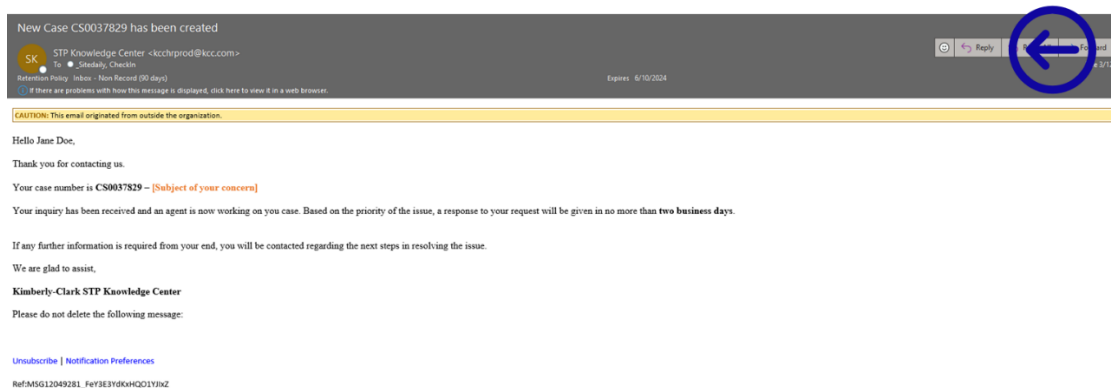 New Case CS0037829 has been created
SK
STP Knowledge Center <kcchrprod@kcc.com>
To _Sitedaily, CheckIn
Reply
Forward
Retention Policy Inbox - Non Record (90 days)
Expires 6/10/2024
If there are problems with how this message is displayed, click here to view it in a web browser.
CAUTION: This email originated from outside the organization.
Hello Jane Doe,
Thank you for contacting us.
Your case number is CS0037829 – [Subject of your concern]
Your inquiry has been received and an agent is now working on you case. Based on the priority of the issue, a response to your request will be given in no more than two business days.
If any further information is required from your end, you will be contacted regarding the next steps in resolving the issue.
We are glad to assist,
Kimberly-Clark STP Knowledge Center
Please do not delete the following message:
Unsubscribe | Notification Preferences
Ref:MSG12049281_FeY3E3YdKxHQO1YJIxZ